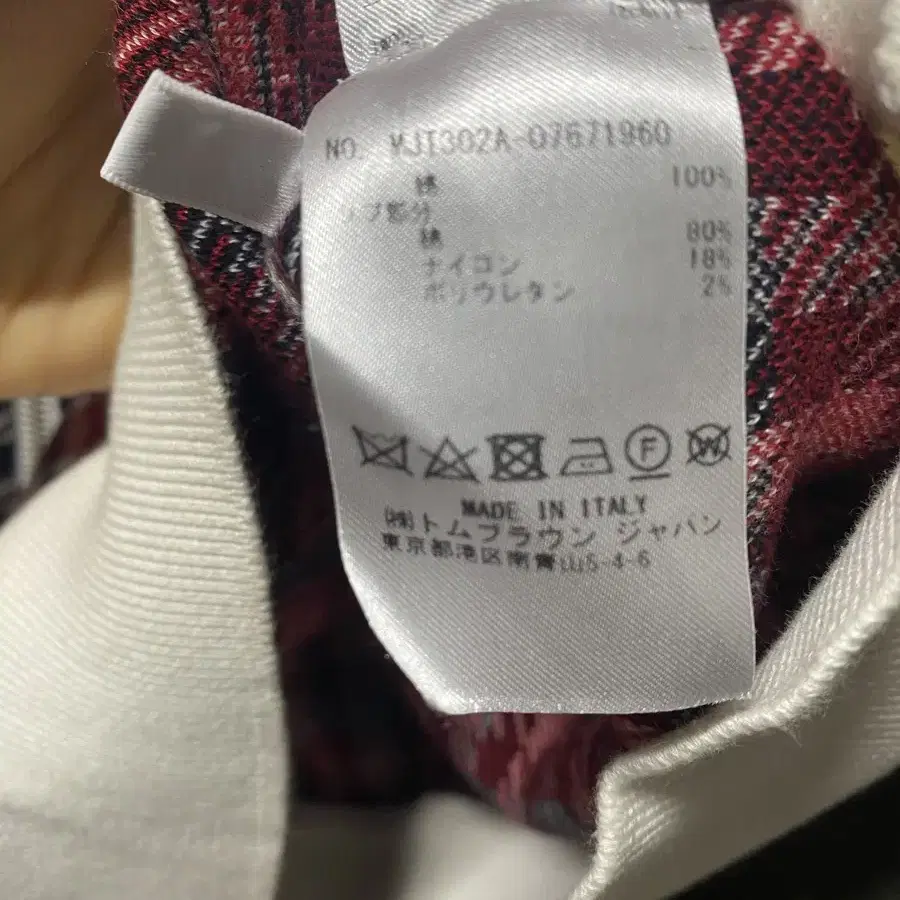 NO. MJT302A-07671960
綿 100%
リブ部分
綿 80%
ナイロン 18%
ポリウレタン 2%
F W
MADE IN ITALY
(株)トムブラウン ジャパン
東京都港区南青山5-4-6